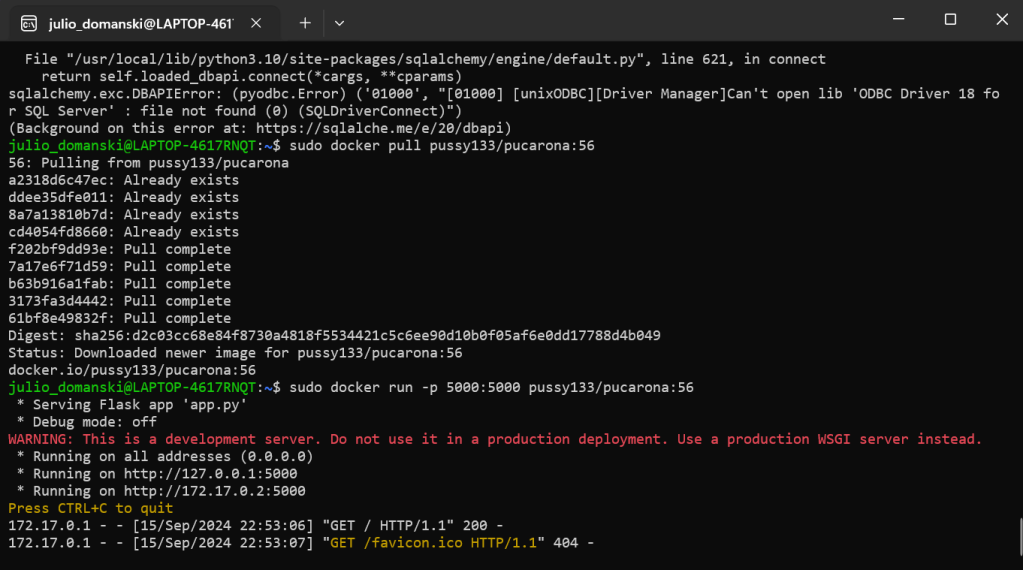 julio_domanski@LAPTOP-461
File "/usr/local/lib/python3.10/site-packages/sqlalchemy/engine/default.py", line 621, in connect
return self.loaded_dbapi.connect(*cargs, **cparams)
sqlalchemy.exc.DBAPIError: (pyodbc.Error) ('01000', "[01000] [unixODBC][Driver Manager]Can't open lib 'ODBC Driver 18 fo
r SQL Server' : file not found (0) (SQLDriverConnect)")
(Background on this error at: https://sqlalche.me/e/20/dbapi)
julio_domanski@LAPTOP-4617RNQT:~$ sudo docker pull pussy133/pucarona:56
56: Pulling from pussy133/pucarona
a2318d6c47ec: Already exists
ddee35dfe011: Already exists
8a7a13810b7d: Already exists
cd4054fd8660: Already exists
f202bf9dd93e: Pull complete
7a17e6f71d59: Pull complete
b63b916a1fab: Pull complete
3173fa3d4442: Pull complete
61bf8e49832f: Pull complete
Digest: sha256:d2c03cc68e84f8730a4818f5534421c5c6ee90d10b0f05af6e0dd17788d4b049
Status: Downloaded newer image for pussy133/pucarona:56
docker.io/pussy133/pucarona:56
julio_domanski@LAPTOP-4617RNQT:~$ sudo docker run -p 5000:5000 pussy133/pucarona:56
* Serving Flask app 'app.py'
* Debug mode: off
WARNING: This is a development server. Do not use it in a production deployment. Use a production WSGI server instead.
* Running on all addresses (0.0.0.0)
* Running on http://127.0.0.1:5000
* Running on http://172.17.0.2:5000
Press CTRL+C to quit
172.17.0.1 - - [15/Sep/2024 22:53:06] "GET / HTTP/1.1" 200 -
172.17.0.1 - - [15/Sep/2024 22:53:07] "GET /favicon.ico HTTP/1.1" 404 -